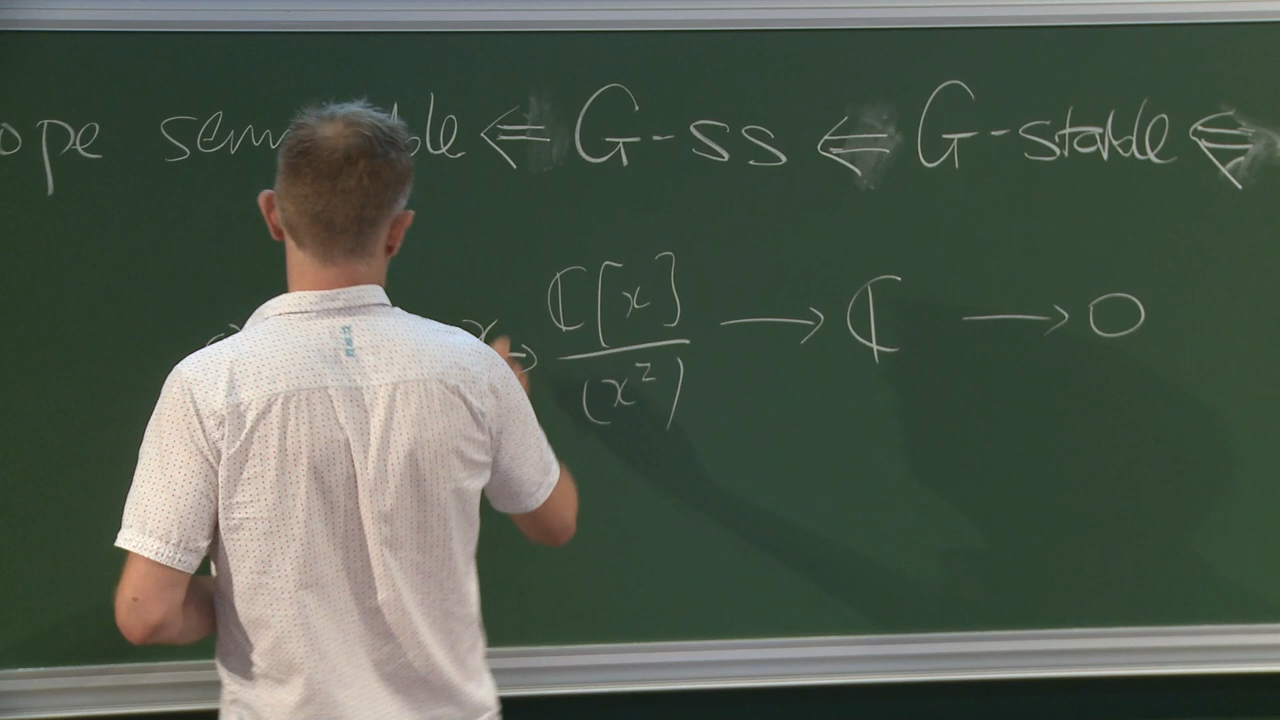 ope sem ble ⇐ G-ss ⇐ G-stable ⇐
x → ℂ[x]/(x²) → ℂ → 0